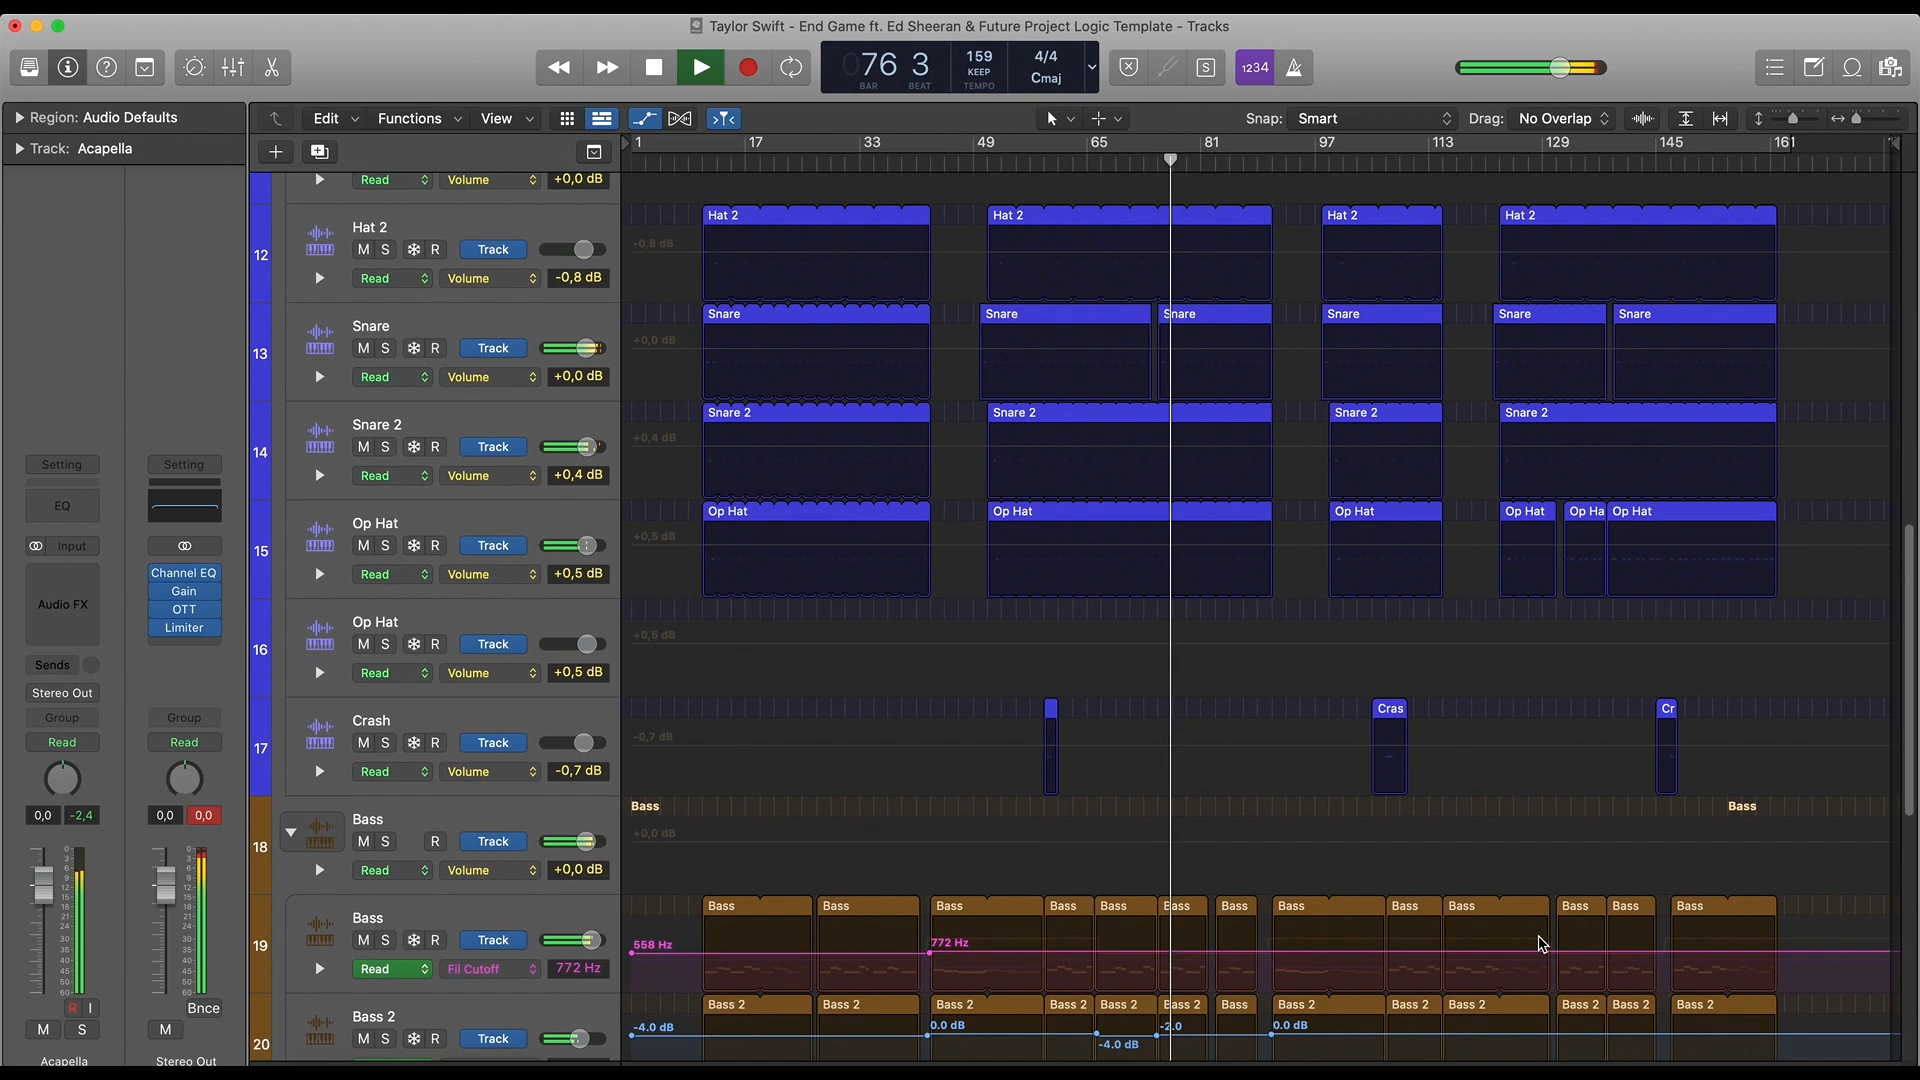 Taylor Swift - End Game ft. Ed Sheeran & Future Project Logic Template - Tracks
76 3 159 4/4
KEEP Cmaj
BAR BEAT TEMPO
1234
Region: Audio Defaults
Edit Functions View
Snap: Smart
Drag: No Overlap
Track: Acapella
1 17 33 49 65 81 97 113 129 145 161
Read Volume +0,0 dB
12 Hat 2
M S R Track
Read Volume -0,8 dB
-0,8 dB
Hat 2 Hat 2 Hat 2 Hat 2
13 Snare
M S R Track
Read Volume +0,0 dB
+0,0 dB
Snare Snare Snare Snare Snare Snare
14 Snare 2
M S R Track
Read Volume +0,4 dB
+0,4 dB
Snare 2 Snare 2 Snare 2 Snare 2
15 Op Hat
M S R Track
Read Volume +0,5 dB
+0,5 dB
Op Hat Op Hat Op Hat Op Hat Op Ha Op Hat
16 Op Hat
M S R Track
Read Volume +0,5 dB
+0,5 dB
17 Crash
M S R Track
Read Volume -0,7 dB
-0,7 dB
Cras Cr
18 Bass
M S R Track
Read Volume +0,0 dB
Bass Bass
+0,0 dB
19 Bass
M S R Track
Read Fil Cutoff 772 Hz
Bass Bass Bass Bass Bass Bass Bass Bass Bass Bass Bass Bass Bass
558 Hz 772 Hz
20 Bass 2
M S R Track
Bass 2 Bass 2 Bass 2 Bass 2 Bass 2 Bass 2 Bass Bass 2 Bass 2 Bass 2 Bass 2 Bass 2 Bass 2
-4.0 dB 0.0 dB -4.0 dB -2.0 0.0 dB
Setting Setting
EQ
Input
Channel EQ
Gain
OTT
Limiter
Audio FX
Sends
Stereo Out
Group Group
Read Read
0,0 -2,4 0,0 0,0
R I Bnce
M S M
Acapella Stereo Out